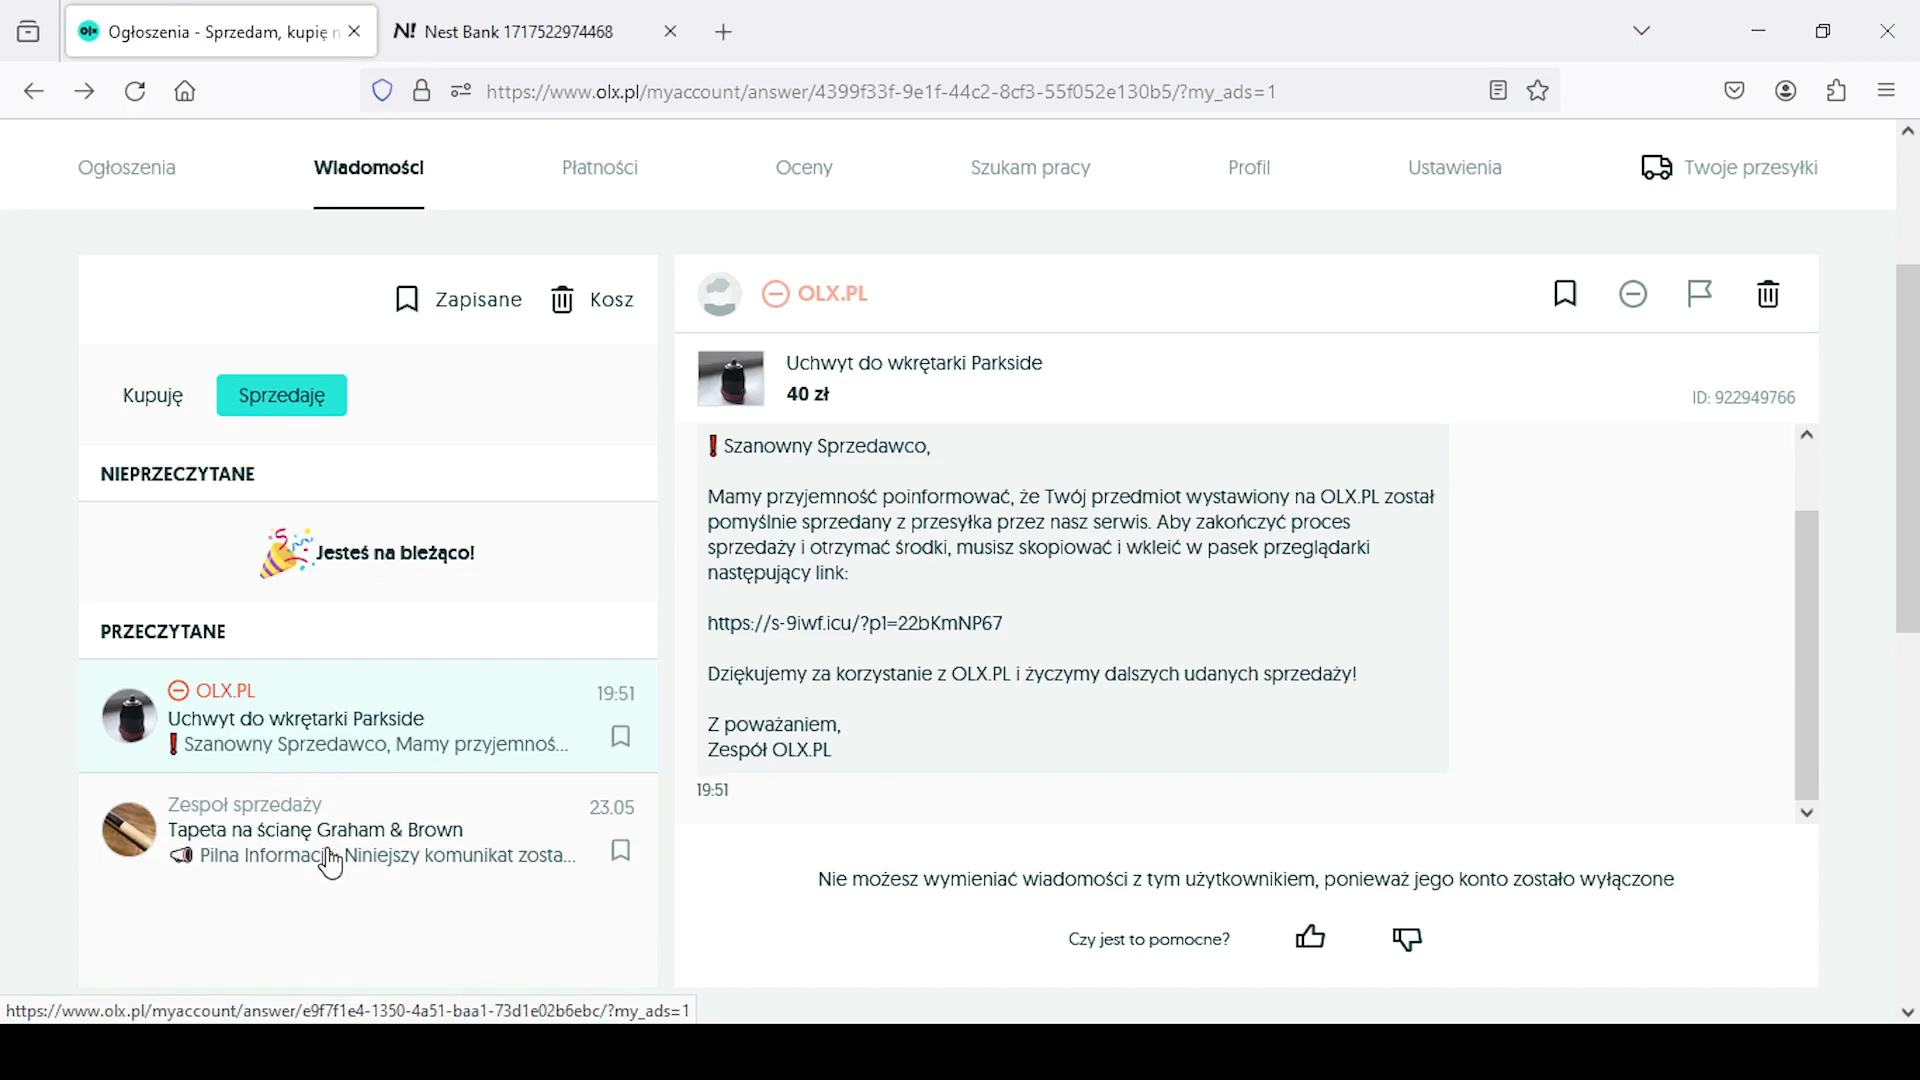 olx Ogłoszenia - Sprzedam, kupię n
N! Nest Bank 1717522974468
https://www.olx.pl/myaccount/answer/4399f33f-9e1f-44c2-8cf3-55f052e130b5/?my_ads=1
Ogłoszenia Wiadomości Płatności Oceny Szukam pracy Profil Ustawienia Twoje przesyłki
Zapisane Kosz
Kupuję Sprzedaję
NIEPRZECZYTANE
Jesteś na bieżąco!
PRZECZYTANE
OLX.PL 19:51
Uchwyt do wkrętarki Parkside
❗Szanowny Sprzedawco, Mamy przyjemnoś...
Zespoł sprzedaży 23.05
Tapeta na ścianę Graham & Brown
Pilna Informacj Niniejszy komunikat zosta...
OLX.PL
Uchwyt do wkrętarki Parkside
40 zł
ID: 922949766
❗Szanowny Sprzedawco,
Mamy przyjemność poinformować, że Twój przedmiot wystawiony na OLX.PL został
pomyślnie sprzedany z przesyłka przez nasz serwis. Aby zakończyć proces
sprzedaży i otrzymać środki, musisz skopiować i wkleić w pasek przeglądarki
następujący link:
https://s-9iwf.icu/?p1=22bKmNP67
Dziękujemy za korzystanie z OLX.PL i życzymy dalszych udanych sprzedaży!
Z poważaniem,
Zespół OLX.PL
19:51
Nie możesz wymieniać wiadomości z tym użytkownikiem, ponieważ jego konto zostało wyłączone
Czy jest to pomocne?
https://www.olx.pl/myaccount/answer/e9f7f1e4-1350-4a51-baa1-73d1e02b6ebc/?my_ads=1